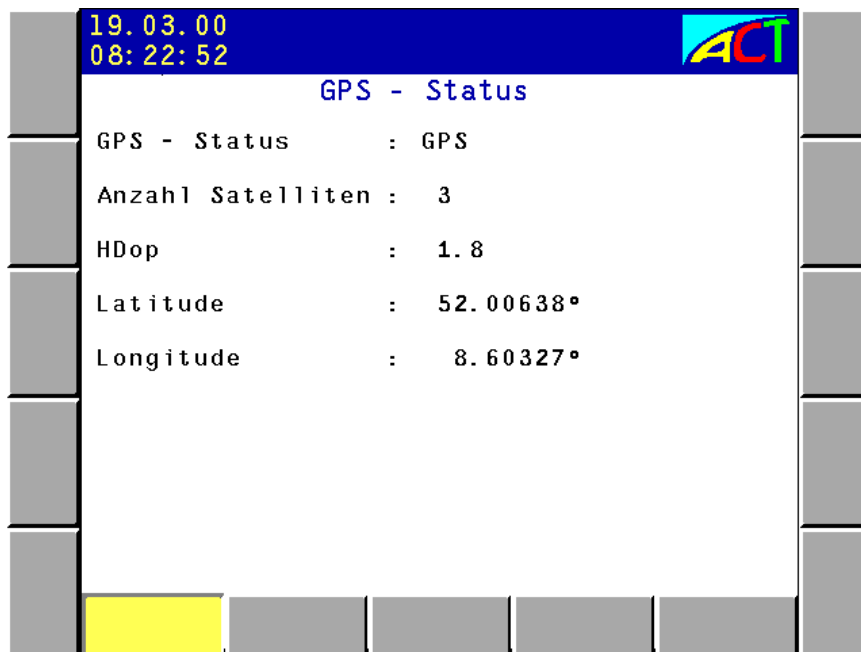 19.03.00
08:22:52
ACT
GPS - Status
GPS - Status : GPS
Anzahl Satelliten : 3
HDop : 1.8
Latitude : 52.00638°
Longitude : 8.60327°